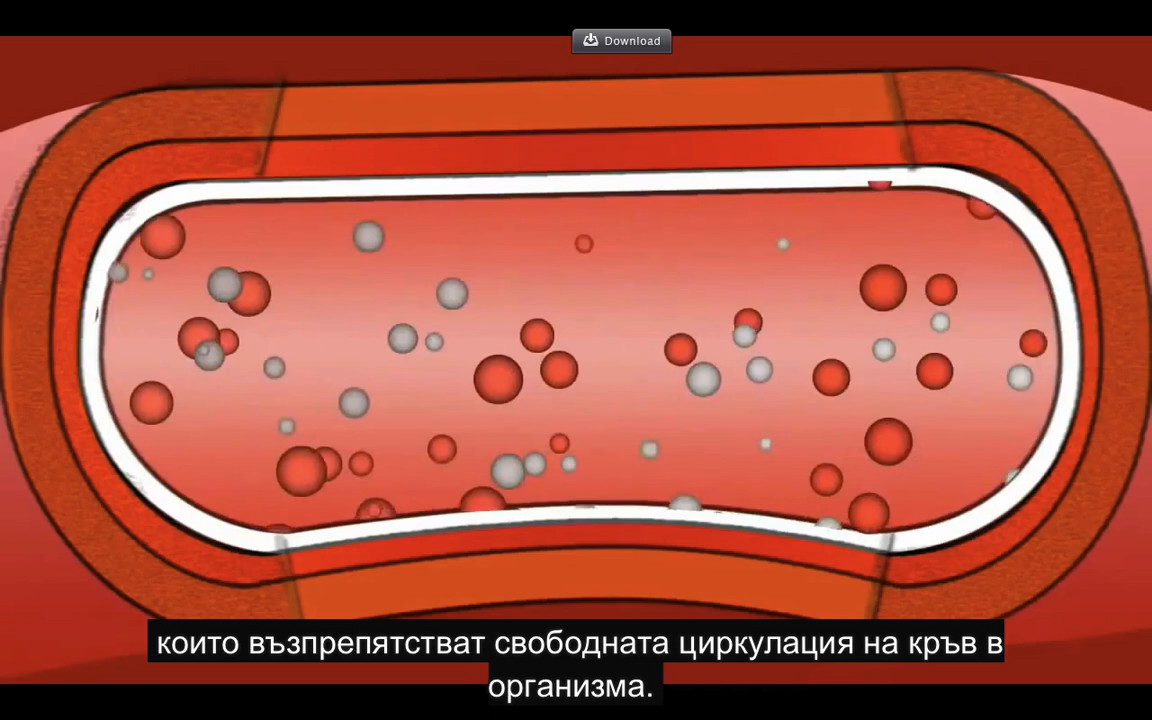 Download
които възпрепятстват свободната циркулация на кръв в
организма.